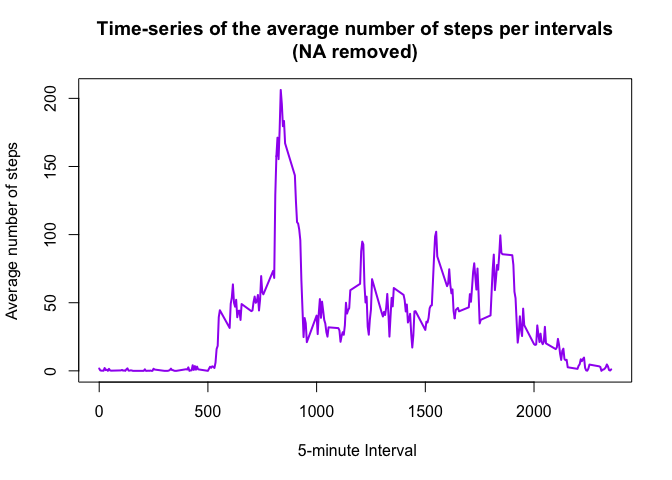 Time-series of the average number of steps per intervals
(NA removed)
Average number of steps
200
150
100
50
0
0 500 1000 1500 2000
5-minute Interval